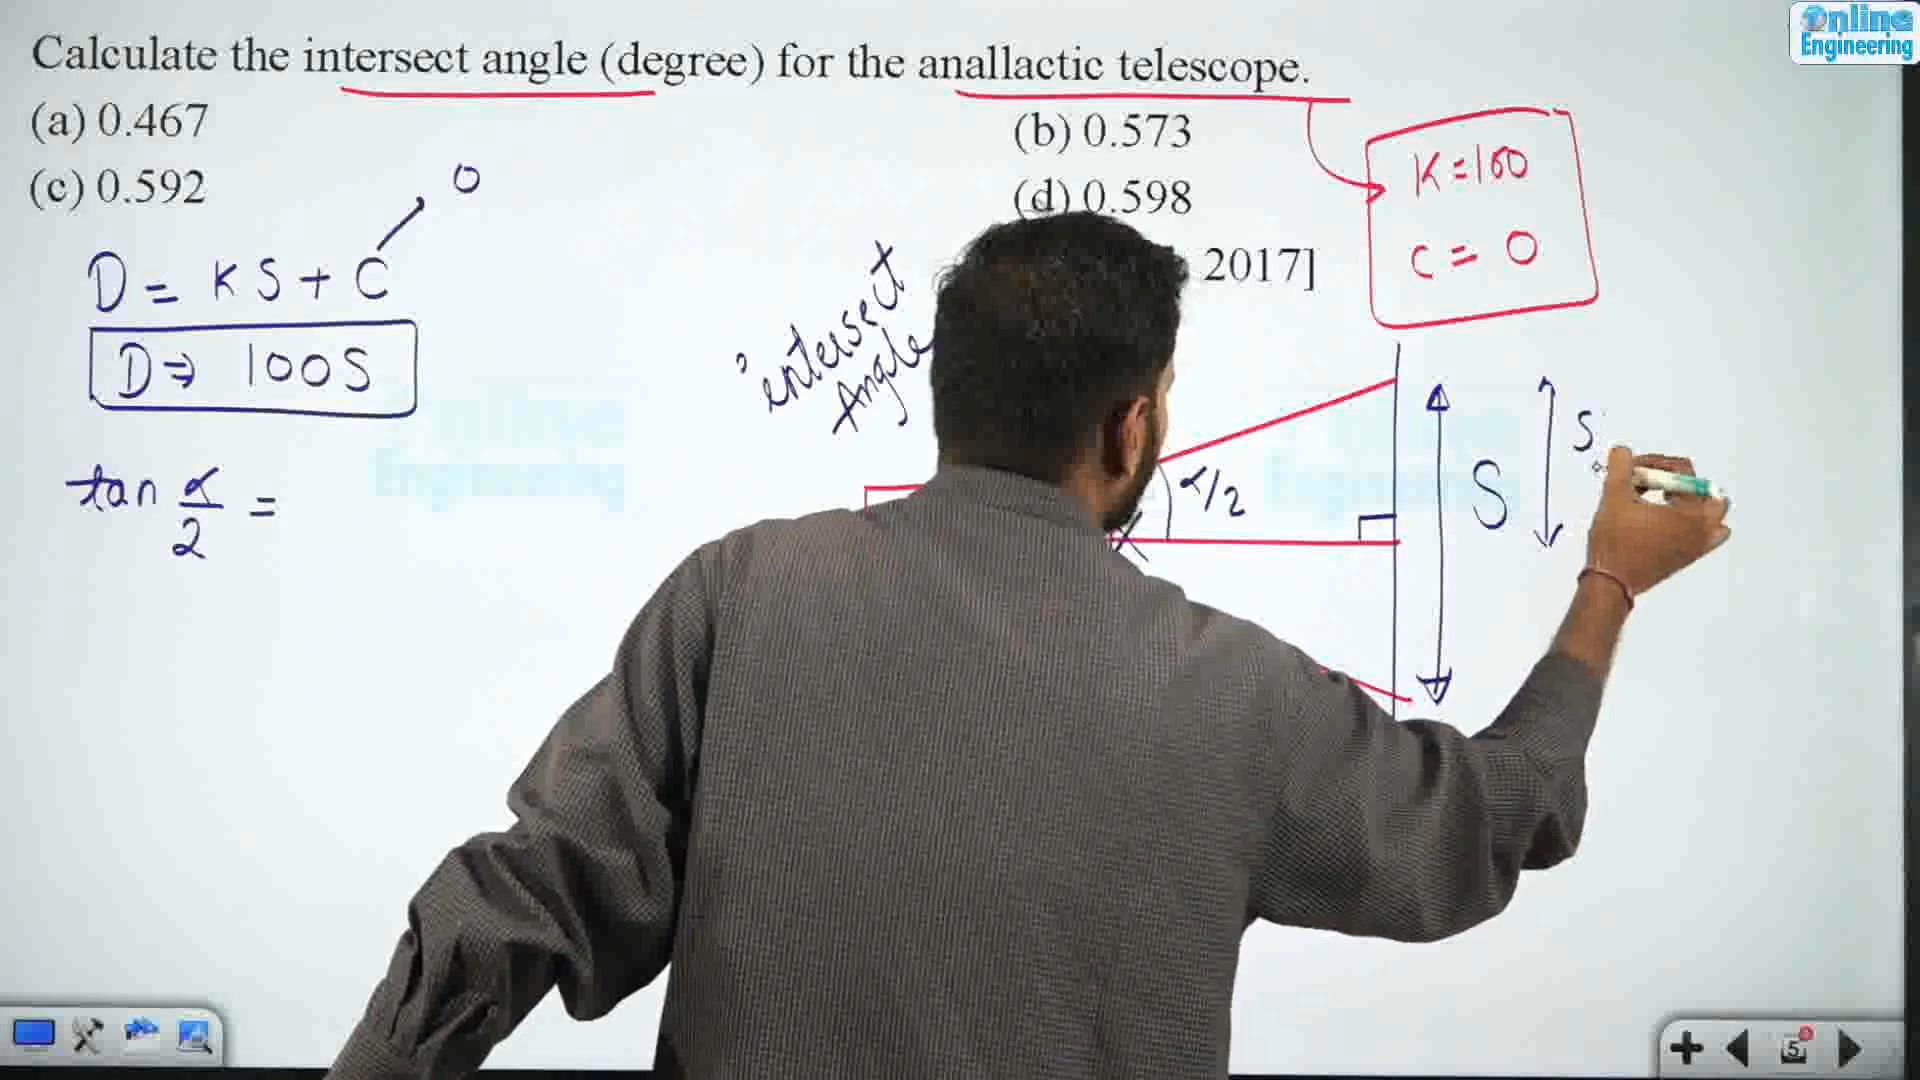 Online
Engineering
Calculate the intersect angle (degree) for the anallactic telescope.
(a) 0.467
(b) 0.573
(c) 0.592
(d) 0.598
2017]
K = 100
C = 0
D = KS + C
0
D ⇒ 100S
intersect
Angle
tan α/2 =
α/2
S
S
5